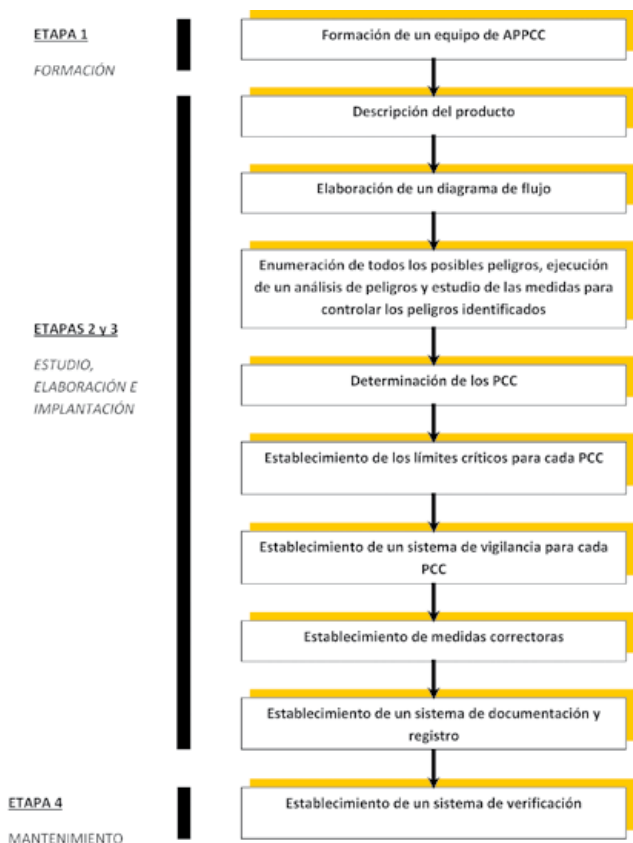 ETAPA 1
FORMACIÓN
Formación de un equipo de APPCC
Descripción del producto
Elaboración de un diagrama de flujo
Enumeración de todos los posibles peligros, ejecución
de un análisis de peligros y estudio de las medidas para
controlar los peligros identificados
ETAPAS 2 y 3
ESTUDIO,
ELABORACIÓN E
IMPLANTACIÓN
Determinación de los PCC
Establecimiento de los límites críticos para cada PCC
Establecimiento de un sistema de vigilancia para cada
PCC
Establecimiento de medidas correctoras
Establecimiento de un sistema de documentación y
registro
ETAPA 4
MANTENIMIENTO
Establecimiento de un sistema de verificación